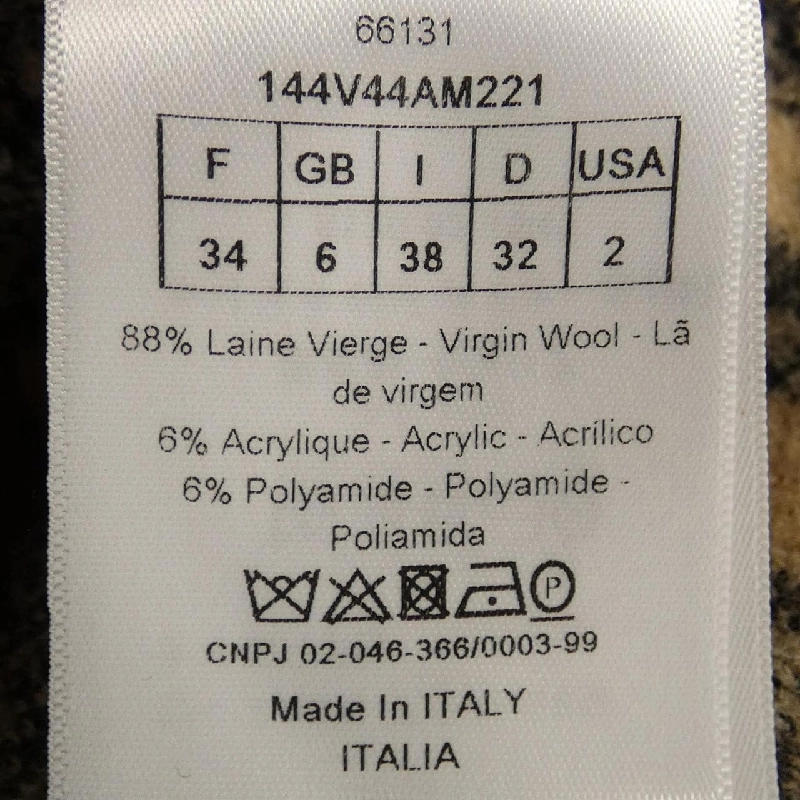 66131
144V44AM221
F GB I D USA
34 6 38 32 2
88% Laine Vierge - Virgin Wool - Lã
de virgem
6% Acrylique - Acrylic - Acrílico
6% Polyamide - Polyamide -
Poliamida
P
CNPJ 02-046-366/0003-99
Made In ITALY
ITALIA